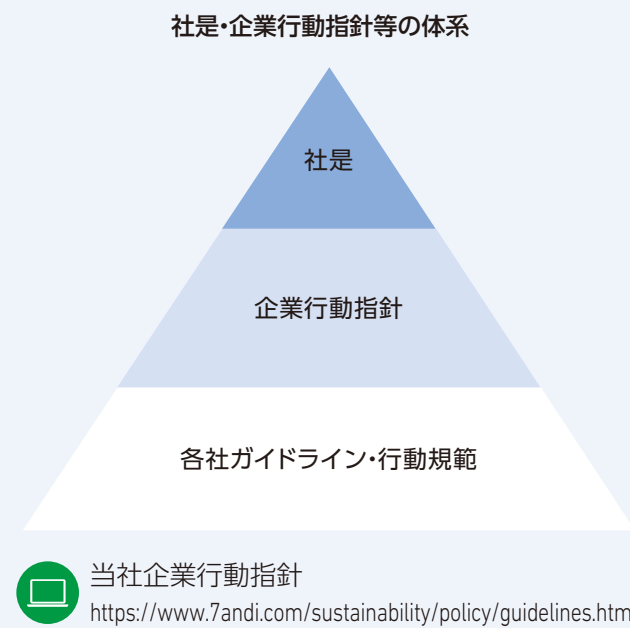 社是・企業行動指針等の体系
社是
企業行動指針
各社ガイドライン・行動規範
当社企業行動指針
https://www.7andi.com/sustainability/policy/guidelines.htm